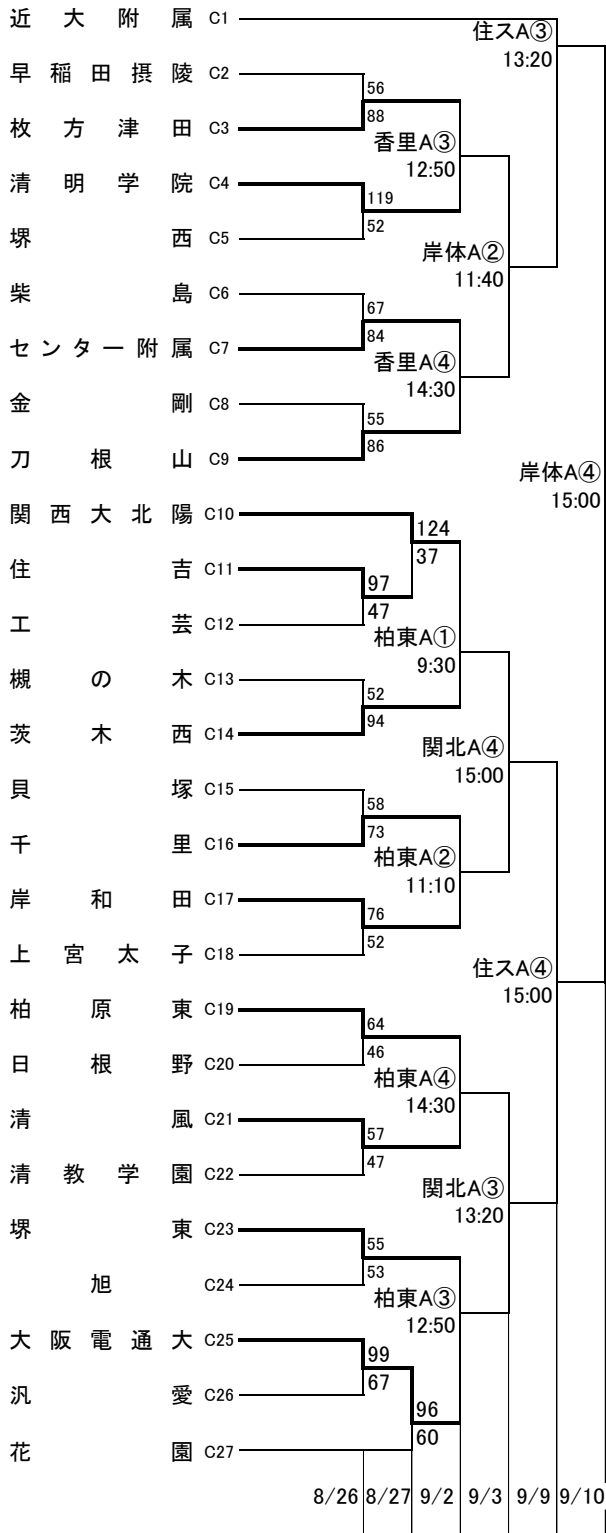 近大附属 C1
住スA③
13:20
早稲田摂陵 C2
56
88
枚方津田 C3
香里A③
12:50
清明学院 C4
119
52
堺西 C5
岸体A②
11:40
柴島 C6
67
84
センター附属 C7
香里A④
14:30
金剛 C8
55
86
刀根山 C9
岸体A④
15:00
関西大北陽 C10
124
37
住吉 C11
97
47
工芸 C12
柏東A①
9:30
槻の木 C13
52
94
茨木西 C14
関北A④
15:00
貝塚 C15
58
73
千里 C16
柏東A②
11:10
岸和田 C17
76
52
上宮太子 C18
住スA④
15:00
柏原東 C19
64
46
日根野 C20
柏東A④
14:30
清風 C21
57
47
清教学園 C22
関北A③
13:20
堺東 C23
55
53
旭 C24
柏東A③
12:50
大阪電通大 C25
99
67
汎愛 C26
96
60
花園 C27
8/26 8/27 9/2 9/3 9/9 9/10